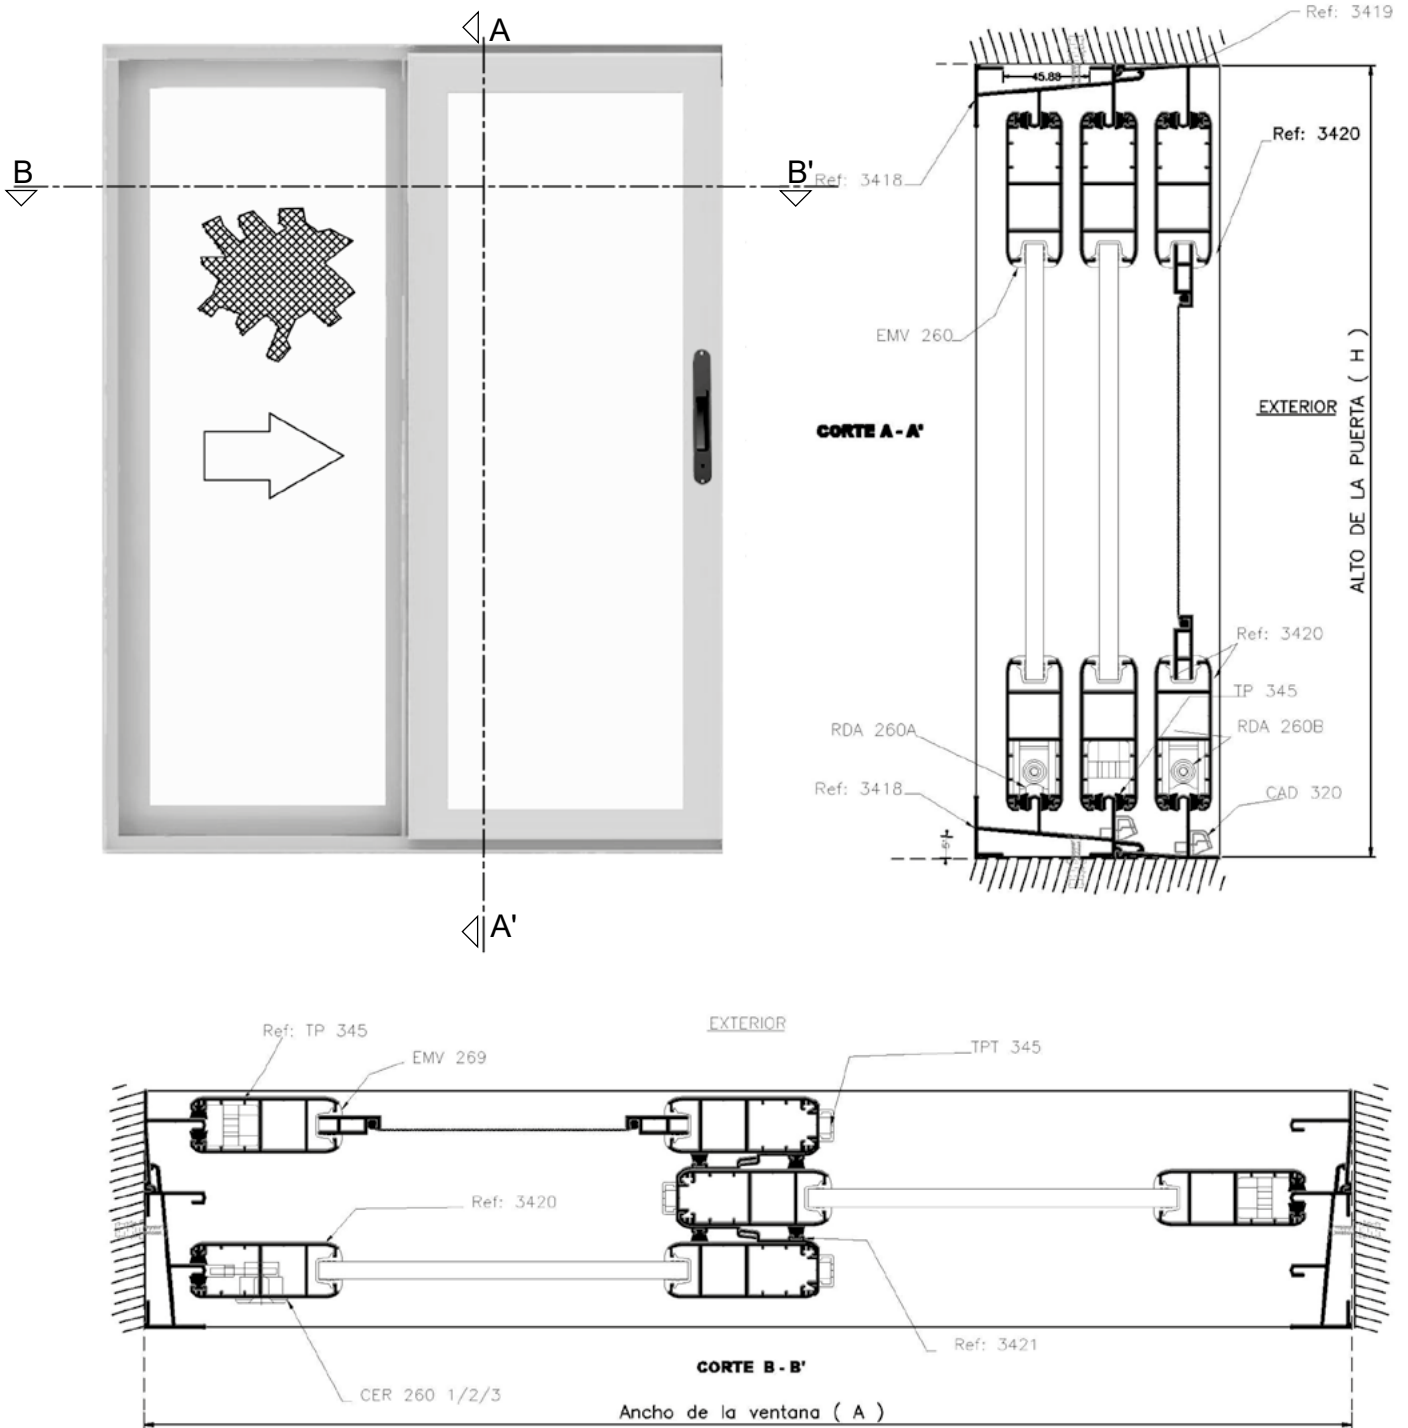 A
Ref: 3419
45.88
Ref: 3420
B
B'
Ref: 3418
EMV 260
EXTERIOR
CORTE A - A'
ALTO DE LA PUERTA ( H )
Ref: 3420
TP 345
RDA 260A
RDA 260B
Ref: 3418
CAD 320
A'
EXTERIOR
Ref: TP 345
EMV 269
TPT 345
Ref: 3420
Ref: 3421
CORTE B - B'
CER 260 1/2/3
Ancho de la ventana ( A )